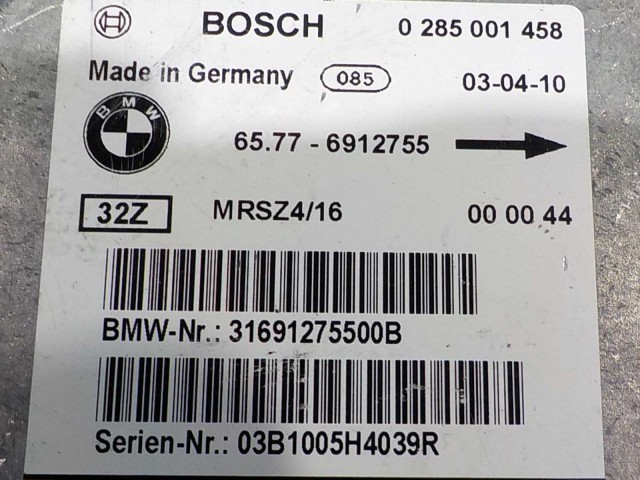 BOSCH 0 285 001 458
Made in Germany 085 03-04-10
BMW 65.77 - 6912755
32Z MRSZ4/16 00 00 44
BMW-Nr.: 31691275500B
Serien-Nr.: 03B1005H4039R